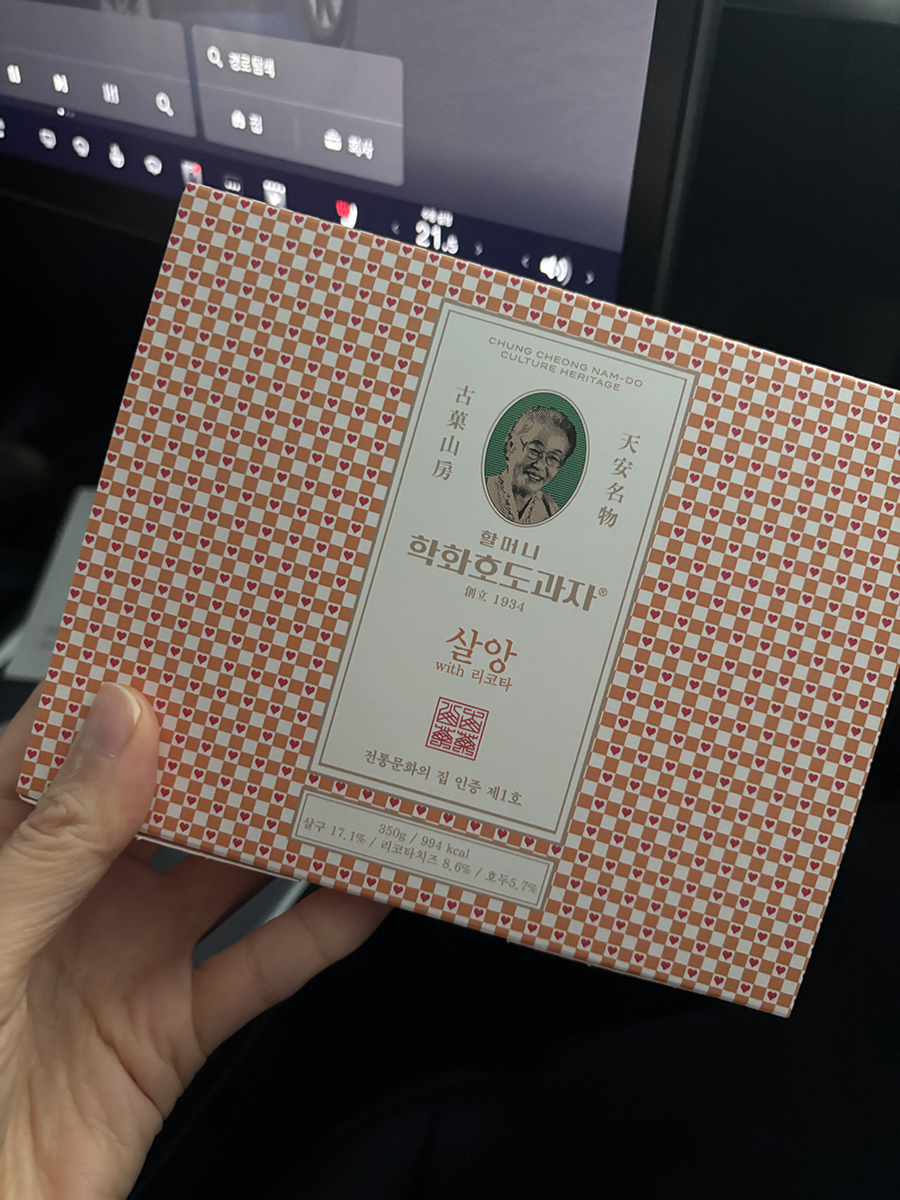 경로탐색
집
회사
21.5
CHUNG CHEONG NAM-DO
CULTURE HERITAGE
古菓山房
天安名物
할머니
학화호도과자®
創立 1934
살앙
with 리코타
전통문화의 집 인증 제1호
350g / 994 kcal
살구 17.1% / 리코타치즈 8.6% / 호두5.7%